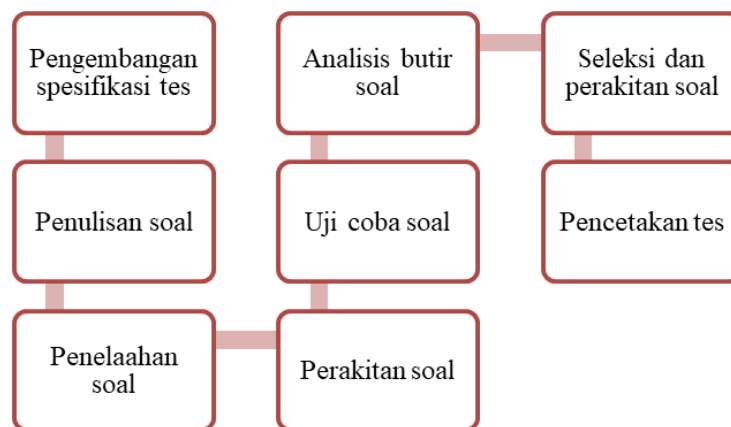 Pengembangan
spesifikasi tes
Penulisan soal
Penelaahan
soal
Perakitan soal
Uji coba soal
Analisis butir
soal
Seleksi dan
perakitan soal
Pencetakan tes